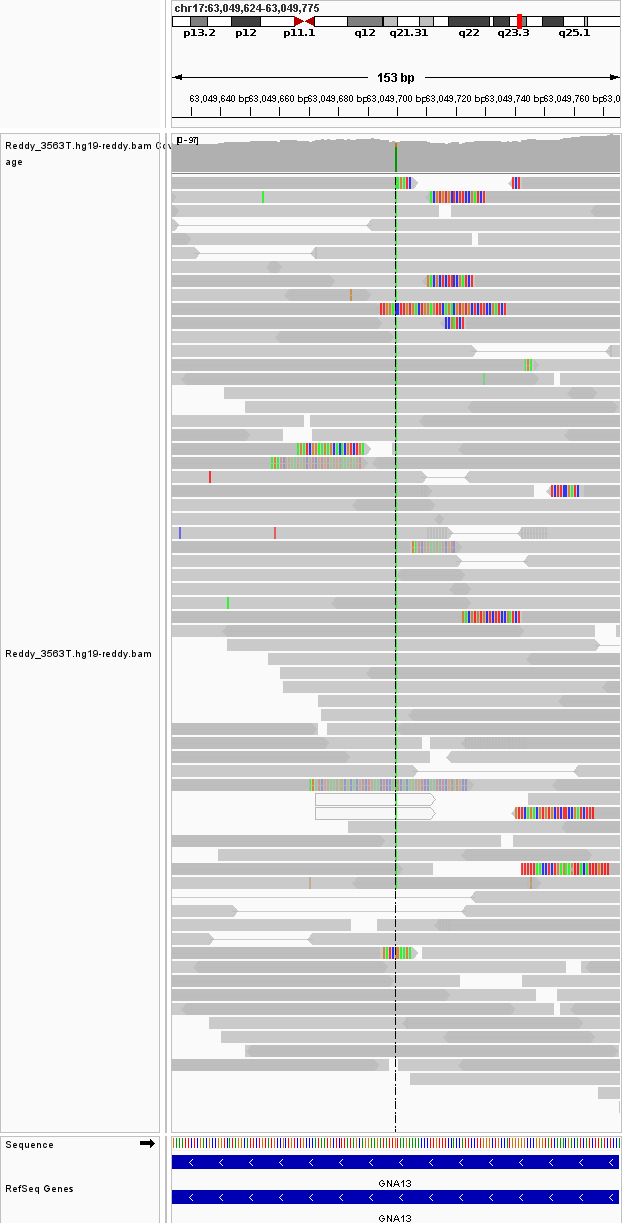 chr17:63,049,624-63,049,775
p13.2 p12 p11.1 q12 q21.31 q22 q23.3 q25.1
153 bp
63,049,640 bp 63,049,660 bp 63,049,680 bp 63,049,700 bp 63,049,720 bp 63,049,740 bp 63,049,760 bp 63,0
Reddy_3563T.hg19-reddy.bam Cov
age
[0-97]
Reddy_3563T.hg19-reddy.bam
Sequence
GNA13
RefSeq Genes
GNA13